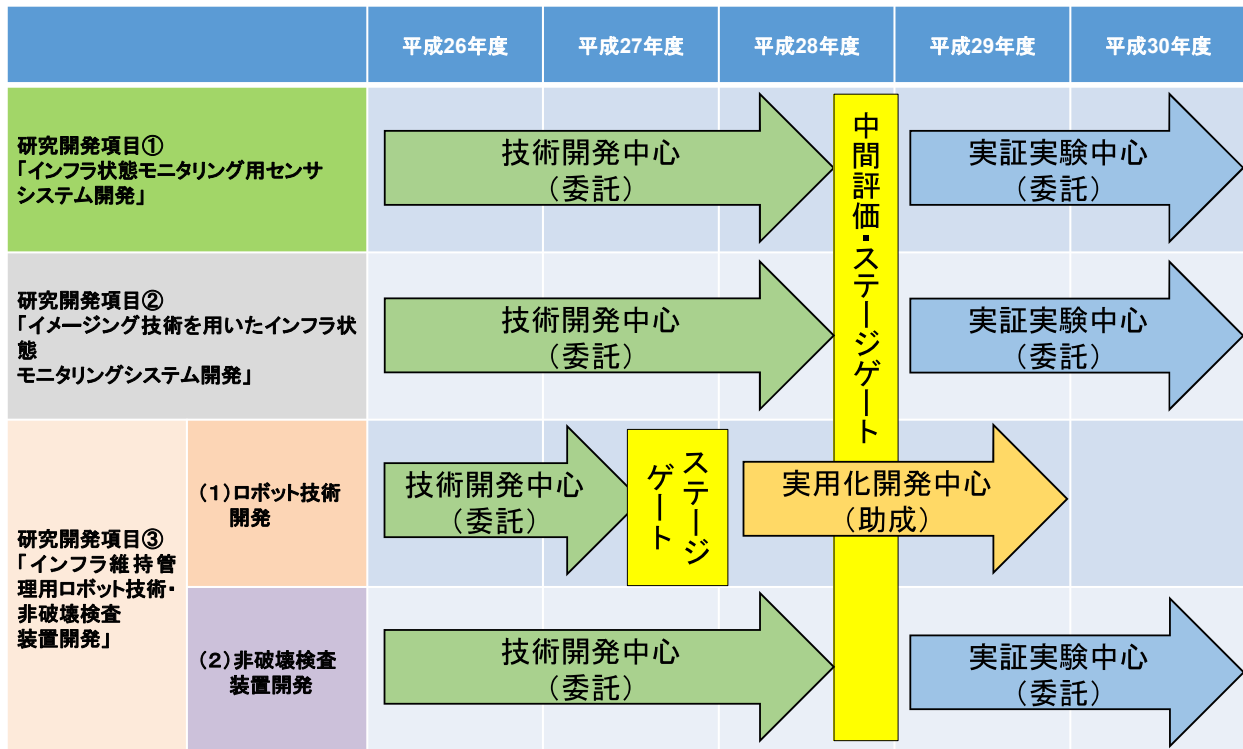 平成26年度
平成27年度
平成28年度
平成29年度
平成30年度
研究開発項目①
「インフラ状態モニタリング用センサ
システム開発」
技術開発中心
（委託）
中間評価・ステージゲート
実証実験中心
（委託）
研究開発項目②
「イメージング技術を用いたインフラ状
態
モニタリングシステム開発」
技術開発中心
（委託）
実証実験中心
（委託）
研究開発項目③
「インフラ維持管
理用ロボット技術・
非破壊検査
装置開発」
（1）ロボット技術
開発
技術開発中心
（委託）
ステージ
ゲート
実用化開発中心
（助成）
（2）非破壊検査
装置開発
技術開発中心
（委託）
実証実験中心
（委託）